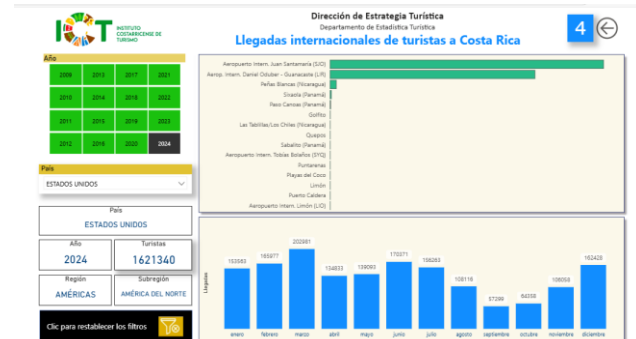 ICT
INSTITUTO
COSTARRICENSE DE
TURISMO
Dirección de Estrategia Turística
Departamento de Estadística Turística
Llegadas internacionales de turistas a Costa Rica
4
Año
2009 2013 2017 2021
2010 2014 2018 2022
2011 2015 2019 2023
2012 2016 2020 2024
País
ESTADOS UNIDOS
País
ESTADOS UNIDOS
Año
2024
Turistas
1621340
Región
AMÉRICAS
Subregión
AMÉRICA DEL NORTE
Clic para restablecer los filtros
Aeropuerto Intern. Juan Santamaría (SJO)
Aerop. Intern. Daniel Oduber - Guanacaste (LIR)
Peñas Blancas (Nicaragua)
Sixaola (Panamá)
Paso Canoas (Panamá)
Golfito
Las Tablillas/Los Chiles (Nicaragua)
Quepos
Sabalito (Panamá)
Aeropuerto Intern. Tobías Bolaños (SYQ)
Puntarenas
Playas del Coco
Limón
Puerto Caldera
Aeropuerto Intern. Limón (LIO)
Llegadas
165977
134833
139093
108116
57299
162428
enero febrero marzo abril mayo junio julio agosto septiembre octubre noviembre diciembre